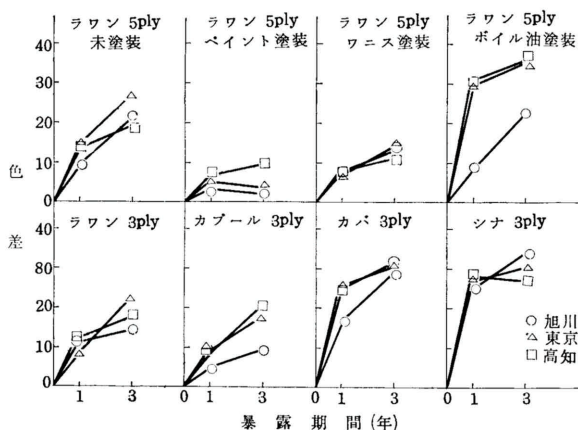 ラワン 5ply
未塗装
ラワン 5ply
ペイント塗装
ラワン 5ply
ワニス塗装
ラワン 5ply
ボイル油塗装
40
30
20
10
0
色
差
ラワン 3ply
カプール 3ply
カバ 3ply
シナ 3ply
40
80
20
10
0
0
0
0
○ 旭川
△ 東京
□ 高知
1 3
1 3
1 3
1 3
暴露期間(年)